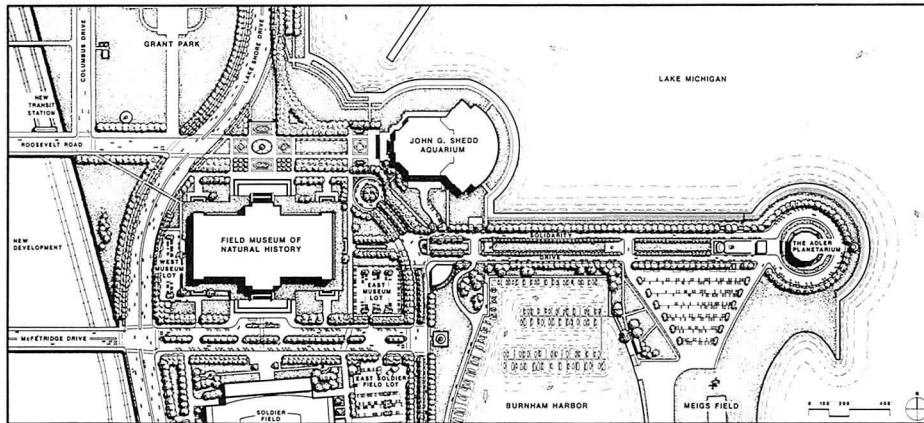 GRANT PARK
COLUMBUS DRIVE
LAKE SHORE DRIVE
LAKE MICHIGAN
NEW
TRANSIT
STATION
ROOSEVELT ROAD
JOHN G. SHEDD
AQUARIUM
NEW
DEVELOPMENT
FIELD MUSEUM OF
NATURAL HISTORY
WEST
MUSEUM
LOT
EAST
MUSEUM
LOT
SOLIDARITY
DRIVE
THE ADLER
PLANETARIUM
McFETRIDGE DRIVE
EAST SOLDIER
FIELD LOT
SOLDIER
FIELD
BURNHAM HARBOR
MEIGS FIELD
0 100 200 400